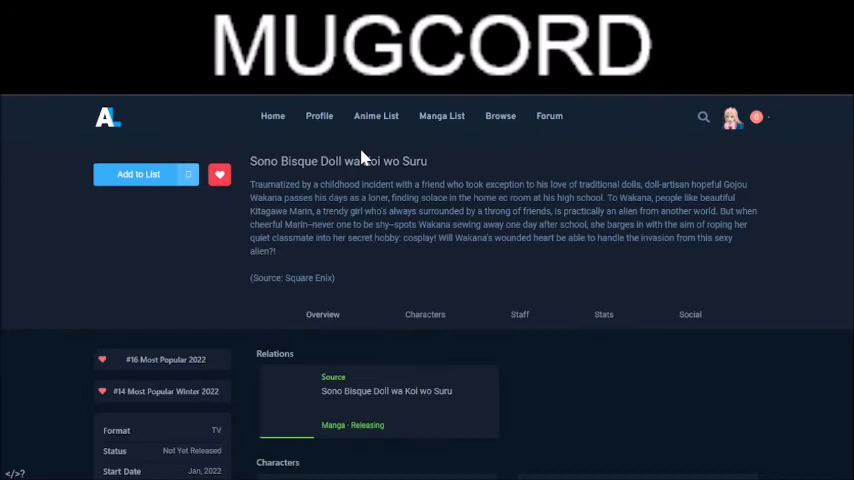 MUGCORD
AL
Home Profile Anime List Manga List Browse Forum
Add to List
Sono Bisque Doll wa Koi wo Suru
Traumatized by a childhood incident with a friend who took exception to his love of traditional dolls, doll-artisan hopeful Gojou
Wakana passes his days as a loner, finding solace in the home ec room at his high school. To Wakana, people like beautiful
Kitagawa Marin, a trendy girl who's always surrounded by a throng of friends, is practically an alien from another world. But when
cheerful Marin–never one to be shy–spots Wakana sewing away one day after school, she barges in with the aim of roping her
quiet classmate into her secret hobby: cosplay! Will Wakana's wounded heart be able to handle the invasion from this sexy
alien?!
(Source: Square Enix)
Overview Characters Staff Stats Social
#16 Most Popular 2022
#14 Most Popular Winter 2022
Format TV
Status Not Yet Released
Start Date Jan, 2022
Relations
Source
Sono Bisque Doll wa Koi wo Suru
Manga · Releasing
Characters
</>?